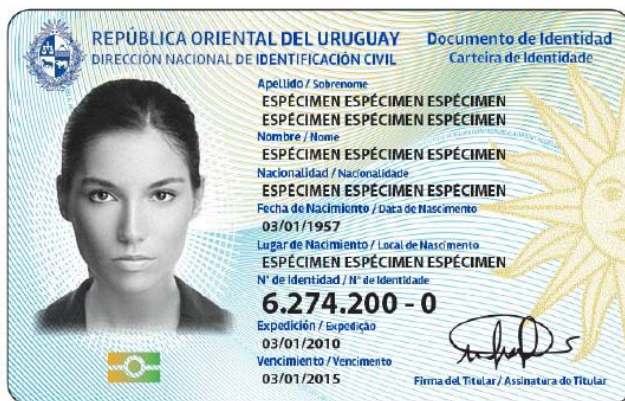 REPÚBLICA ORIENTAL DEL URUGUAY
DIRECCIÓN NACIONAL DE IDENTIFICACIÓN CIVIL
Documento de Identidad
Carteira de Identidade
Apellido / Sobrenome
ESPÉCIMEN ESPÉCIMEN ESPÉCIMEN
ESPÉCIMEN ESPÉCIMEN ESPÉCIMEN
Nombre / Nome
ESPÉCIMEN ESPÉCIMEN ESPÉCIMEN
Nacionalidad / Nacionalidade
ESPÉCIMEN ESPÉCIMEN ESPÉCIMEN
Fecha de Nacimiento / Data de Nascimento
03/01/1957
Lugar de Nacimiento / Local de Nascimento
ESPÉCIMEN ESPÉCIMEN ESPÉCIMEN
N° de Identidad / N° de Identidade
6.274.200 - 0
Expedición / Expedição
03/01/2010
Vencimiento / Vencimento
03/01/2015
Firma del Titular / Assinatura do Titular